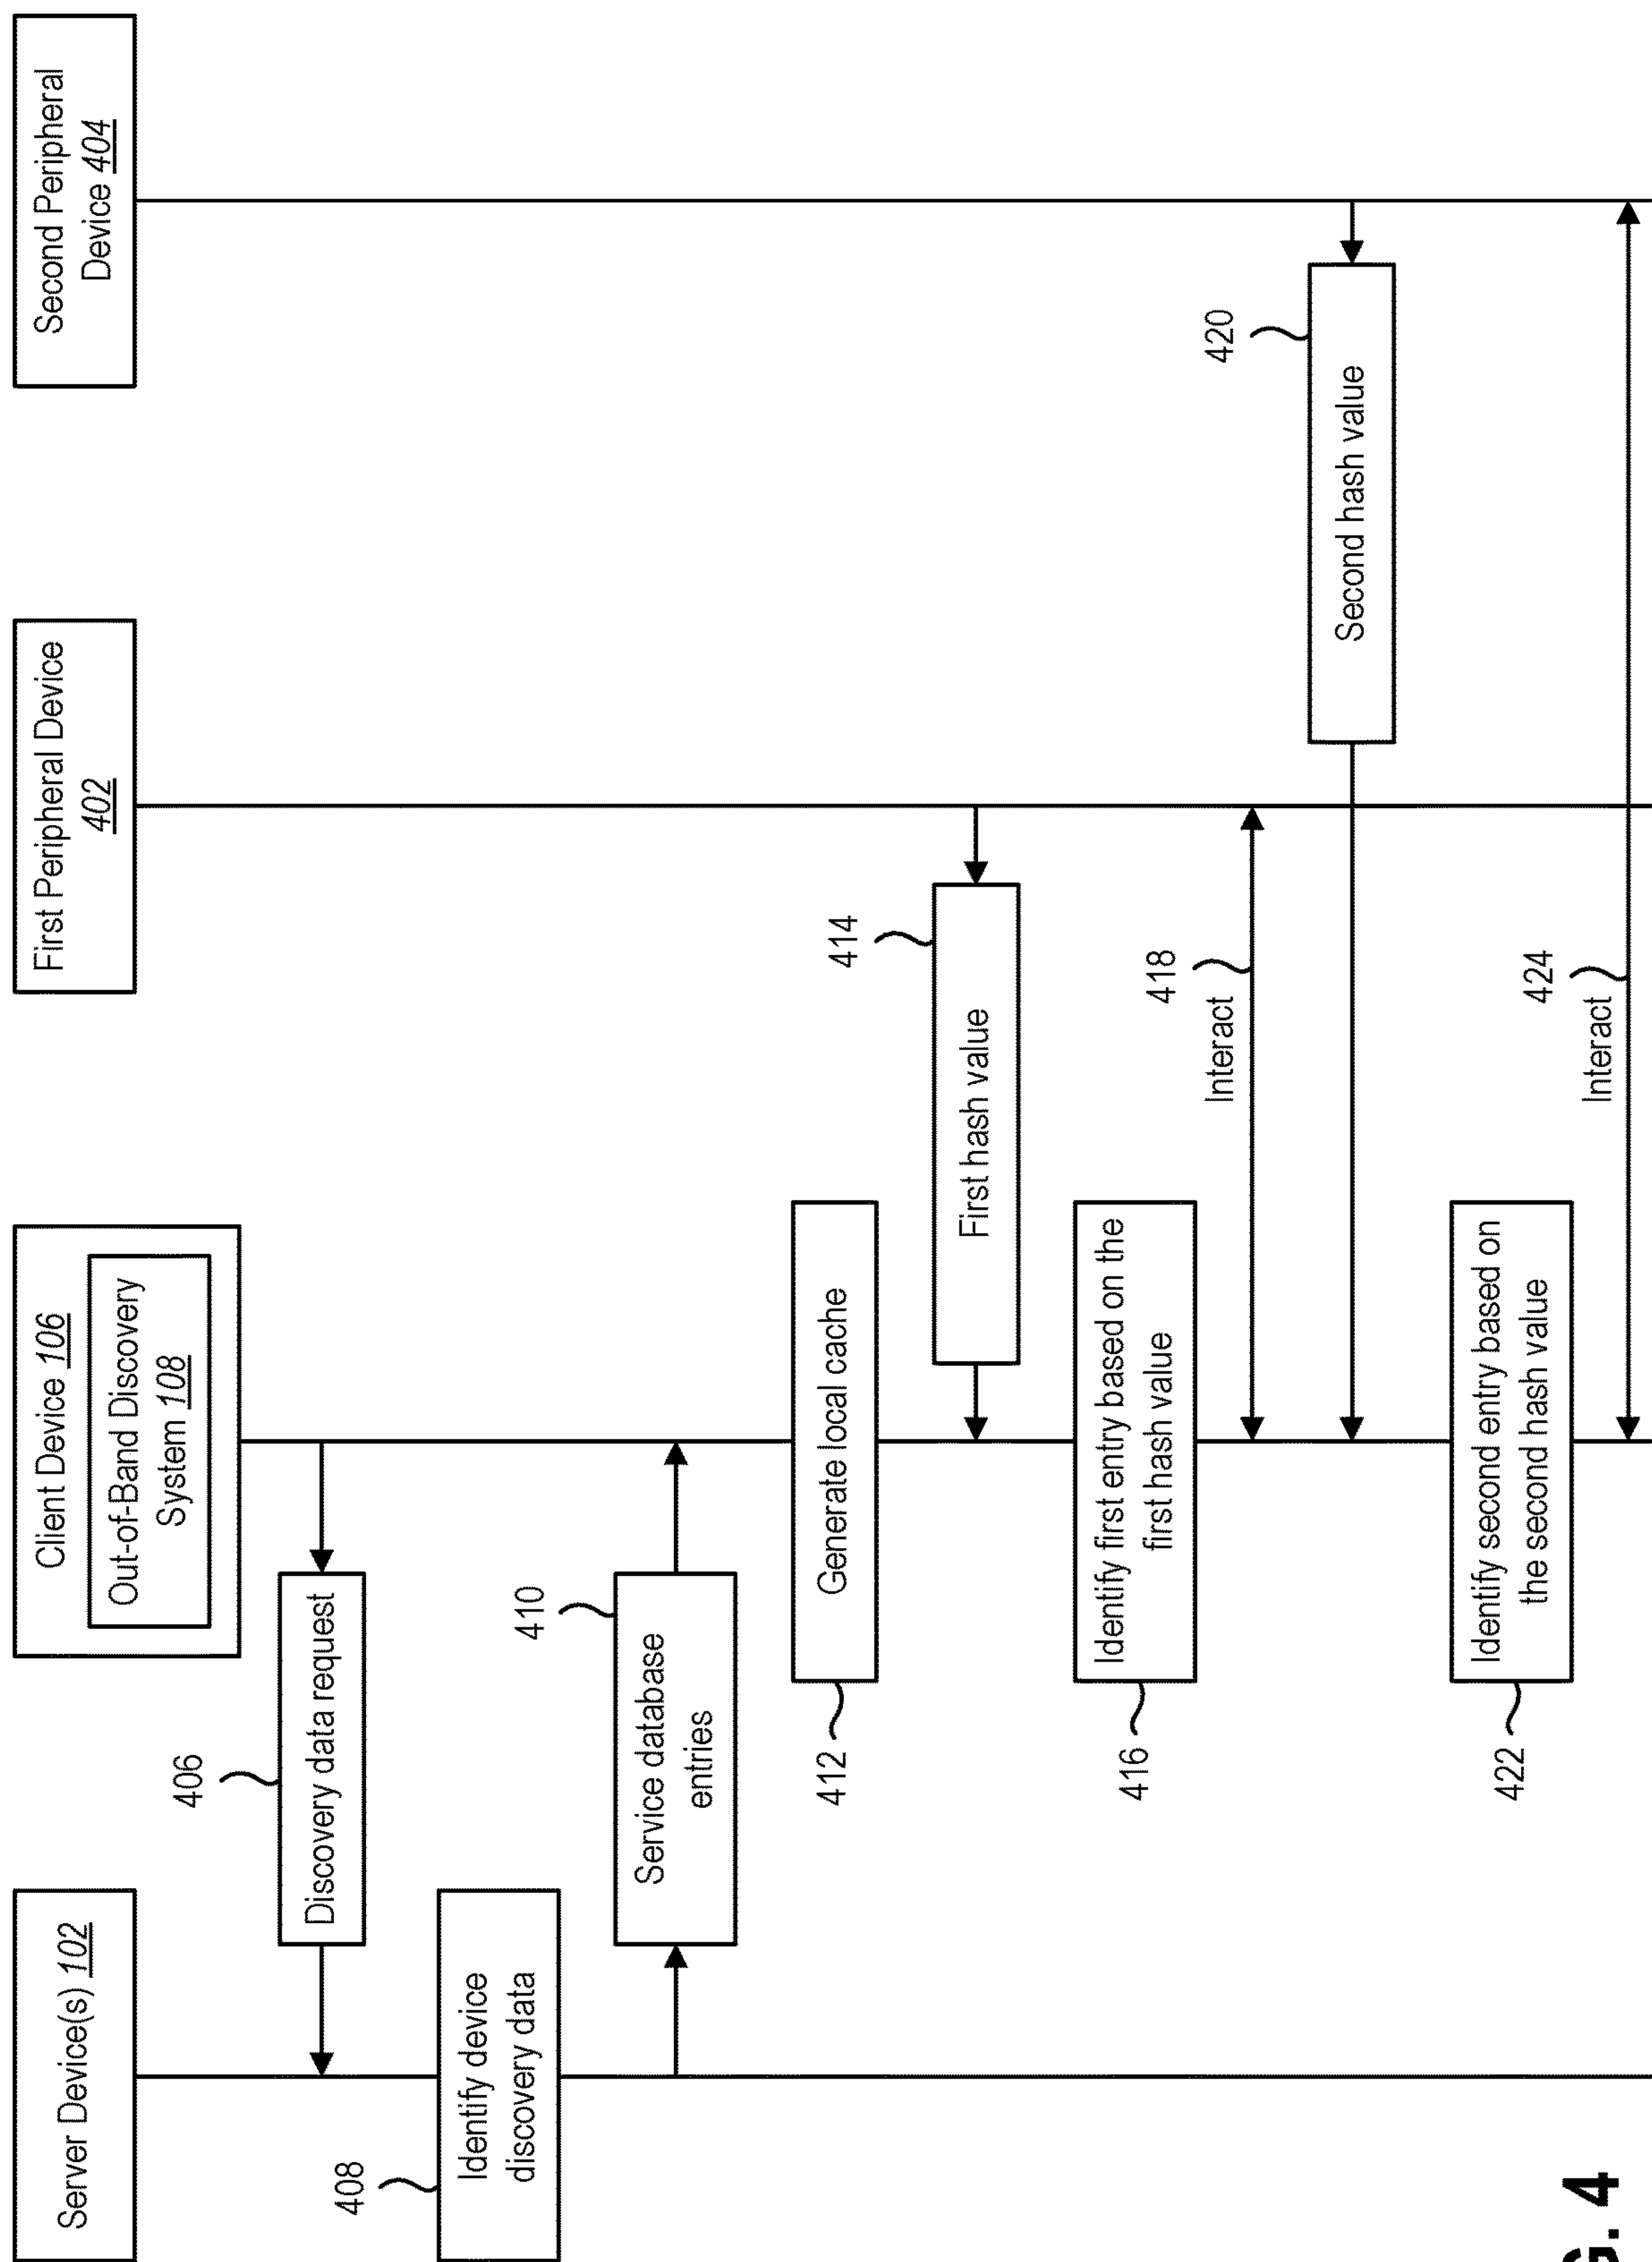 Server Device(s) 102
Client Device 106
Out-of-Band Discovery
System 108
First Peripheral Device
402
Second Peripheral
Device 404
406
Discovery data request
408
Identify device
discovery data
410
Service database
entries
Generate local cache
412
414
First hash value
Identify first entry based on the
first hash value
416
418
Interact
420
Second hash value
Identify second entry based on
the second hash value
422
424
Interact
G. 4